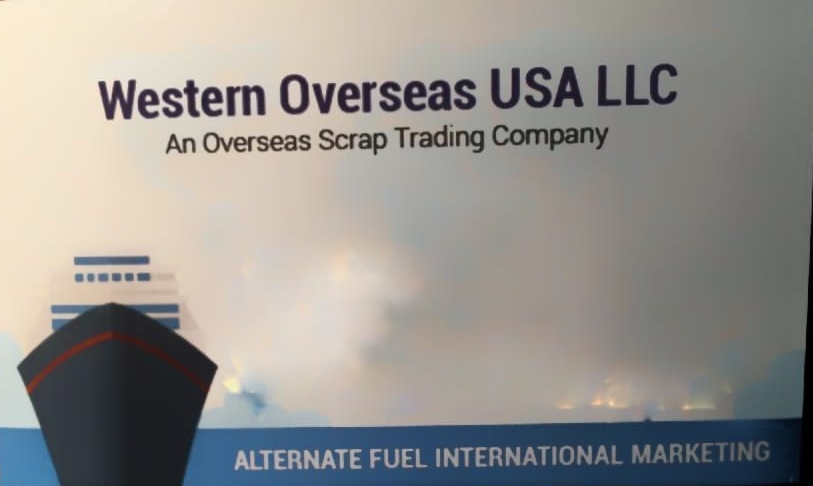 Western Overseas USA LLC
An Overseas Scrap Trading Company
ALTERNATE FUEL INTERNATIONAL MARKETING